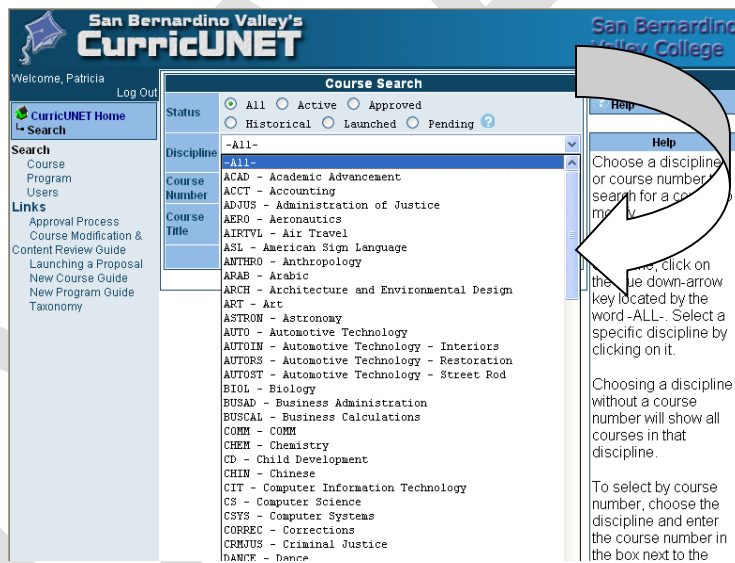 San Bernardino Valley's
CurricUNET
San Bernardino
Valley College
Welcome, Patricia
Log Out
CurricUNET Home
Search
Search
Course
Program
Users
Links
Approval Process
Course Modification &
Content Review Guide
Launching a Proposal
New Course Guide
New Program Guide
Taxonomy
Course Search
Status
All Active Approved
Historical Launched Pending ?
Discipline
-All-
Course
Number
Course
Title
-All-
ACAD - Academic Advancement
ACCT - Accounting
ADJUS - Administration of Justice
AERO - Aeronautics
AIRTVL - Air Travel
ASL - American Sign Language
ANTHRO - Anthropology
ARAB - Arabic
ARCH - Architecture and Environmental Design
ART - Art
ASTRON - Astronomy
AUTO - Automotive Technology
AUTOIN - Automotive Technology - Interiors
AUTORS - Automotive Technology - Restoration
AUTOST - Automotive Technology - Street Rod
BIOL - Biology
BUSAD - Business Administration
BUSCAL - Business Calculations
COMM - COMM
CHEM - Chemistry
CD - Child Development
CHIN - Chinese
CIT - Computer Information Technology
CS - Computer Science
CSYS - Computer Systems
CORREC - Corrections
CRMJUS - Criminal Justice
DANCE - Dance
? Help
Help
Choose a discipline
or course number
search for a
click on
the down-arrow
key located by the
word -ALL-. Select a
specific discipline by
clicking on it.
Choosing a discipline
without a course
number will show all
courses in that
discipline.
To select by course
number, choose the
discipline and enter
the course number in
the box next to the